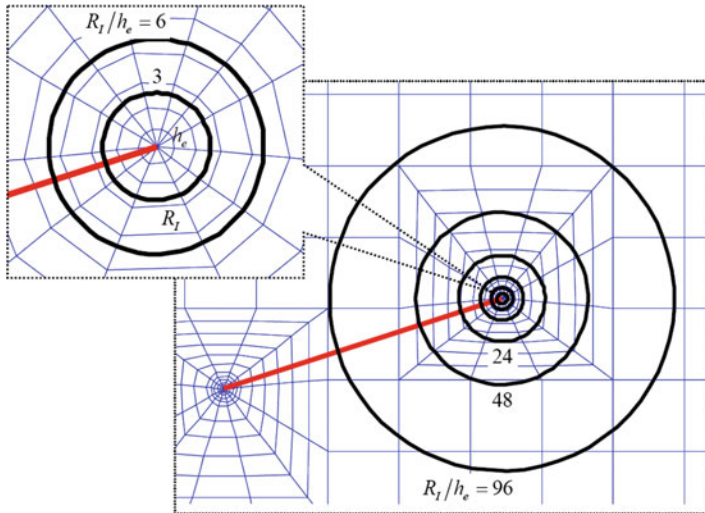 R_I/h_e = 6
3
h_e
R_I
24
48
R_I/h_e = 96